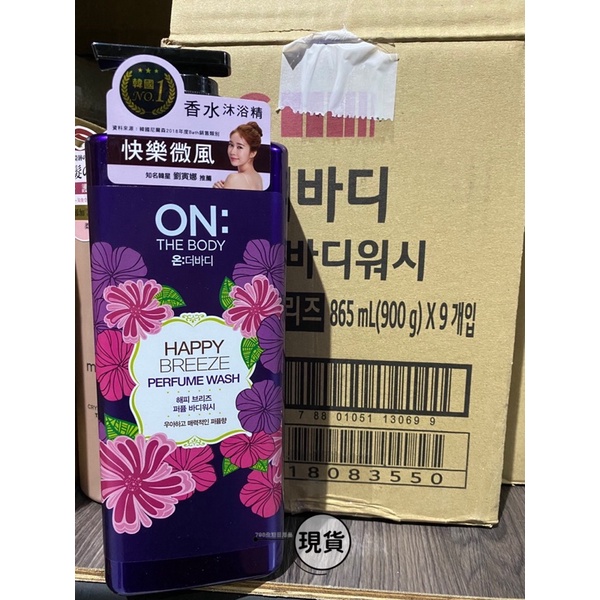 韓國
NO.1
香水 沐浴精
快樂微風
知名韓星 劉寅娜 推薦
ON:
THE BODY
온:더바디
HAPPY
BREEZE
PERFUME WASH
해피 브리즈
퍼퓸 바디워시
우아하고 매력적인 퍼플향
바디
바디워시
리즈 865 mL(900 g) X 9 개입
88 01051 13069 9
18083550
現貨